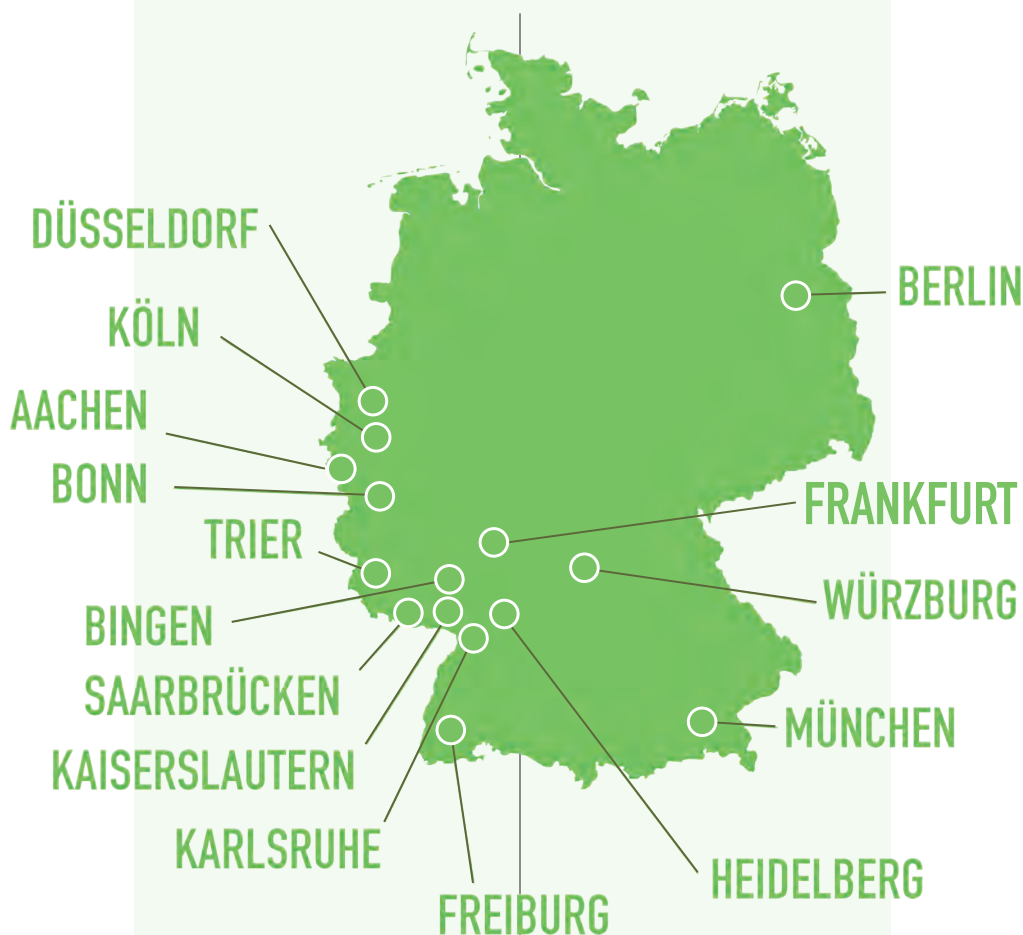 DÜSSELDORF
BERLIN
KÖLN
AACHEN
BONN
FRANKFURT
TRIER
WÜRZBURG
BINGEN
SAARBRÜCKEN
MÜNCHEN
KAISERSLAUTERN
KARLSRUHE
HEIDELBERG
FREIBURG